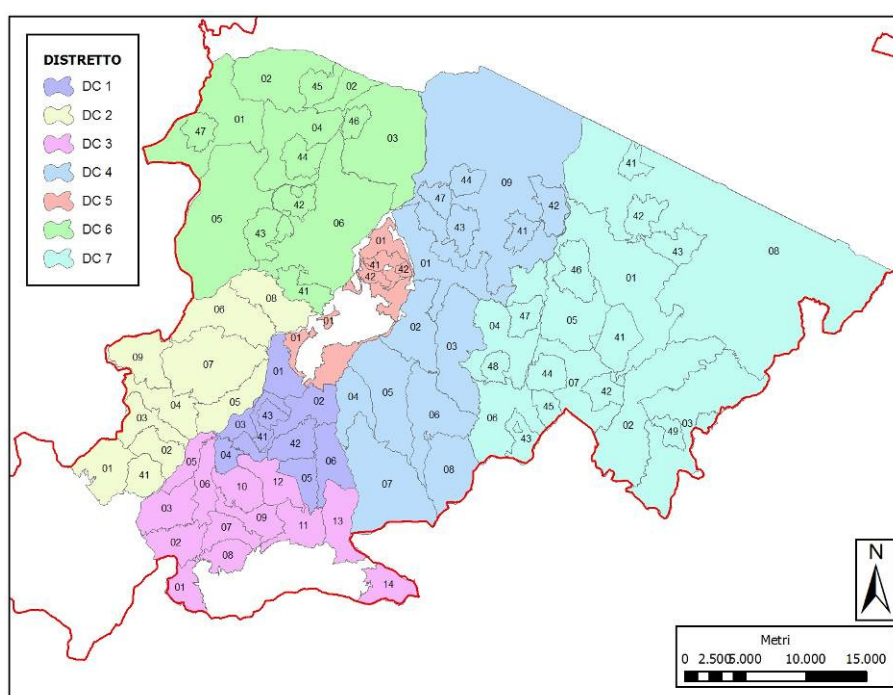 DISTRETTO
DC 1
DC 2
DC 3
DC 4
DC 5
DC 6
DC 7
02 45 02
47 01 04 46 03
44
42
05 43 06
41
44 09
47 42
43 41
01
41
42
43 08
46 01
01
41 42
42
01
01
08
06
09 07
04 05
03
02
01 41
01
02
43
03
41 42
04
05 06
02
03
04 05
06
07 08
04 47 05 41
48 44 07
45 42
06 43
02 49 03
05
06 10 12
03
07 09 11 13
02 08
01 14
N
Metri
0 2.500 5.000 10.000 15.000